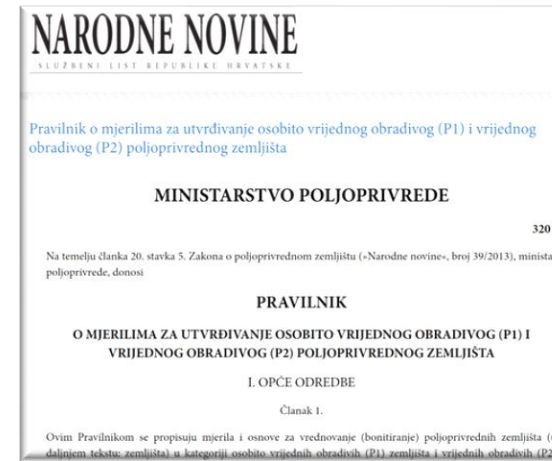 NARODNE NOVINE
SLUŽBENI LIST REPUBLIKE HRVATSKE
Pravilnik o mjerilima za utvrđivanje osobito vrijednog obradivog (P1) i vrijednog
obradivog (P2) poljoprivrednog zemljišta
MINISTARSTVO POLJOPRIVREDE
320
Na temelju članka 20. stavka 5. Zakona o poljoprivrednom zemljištu (»Narodne novine«, broj 39/2013), minista
poljoprivrede, donosi
PRAVILNIK
O MJERILIMA ZA UTVRĐIVANJE OSOBITO VRIJEDNOG OBRADIVOG (P1) I
VRIJEDNOG OBRADIVOG (P2) POLJOPRIVREDNOG ZEMLJIŠTA
I. OPĆE ODREDBE
Članak 1.
Ovim Pravilnikom se propisuju mjerila i osnove za vrednovanje (bonitiranje) poljoprivrednih zemljišta (
daljnjem tekstu: zemljišta) u kategoriji osobito vrijednih obradivih (P1) zemljišta i vrijednih obradivih (P2